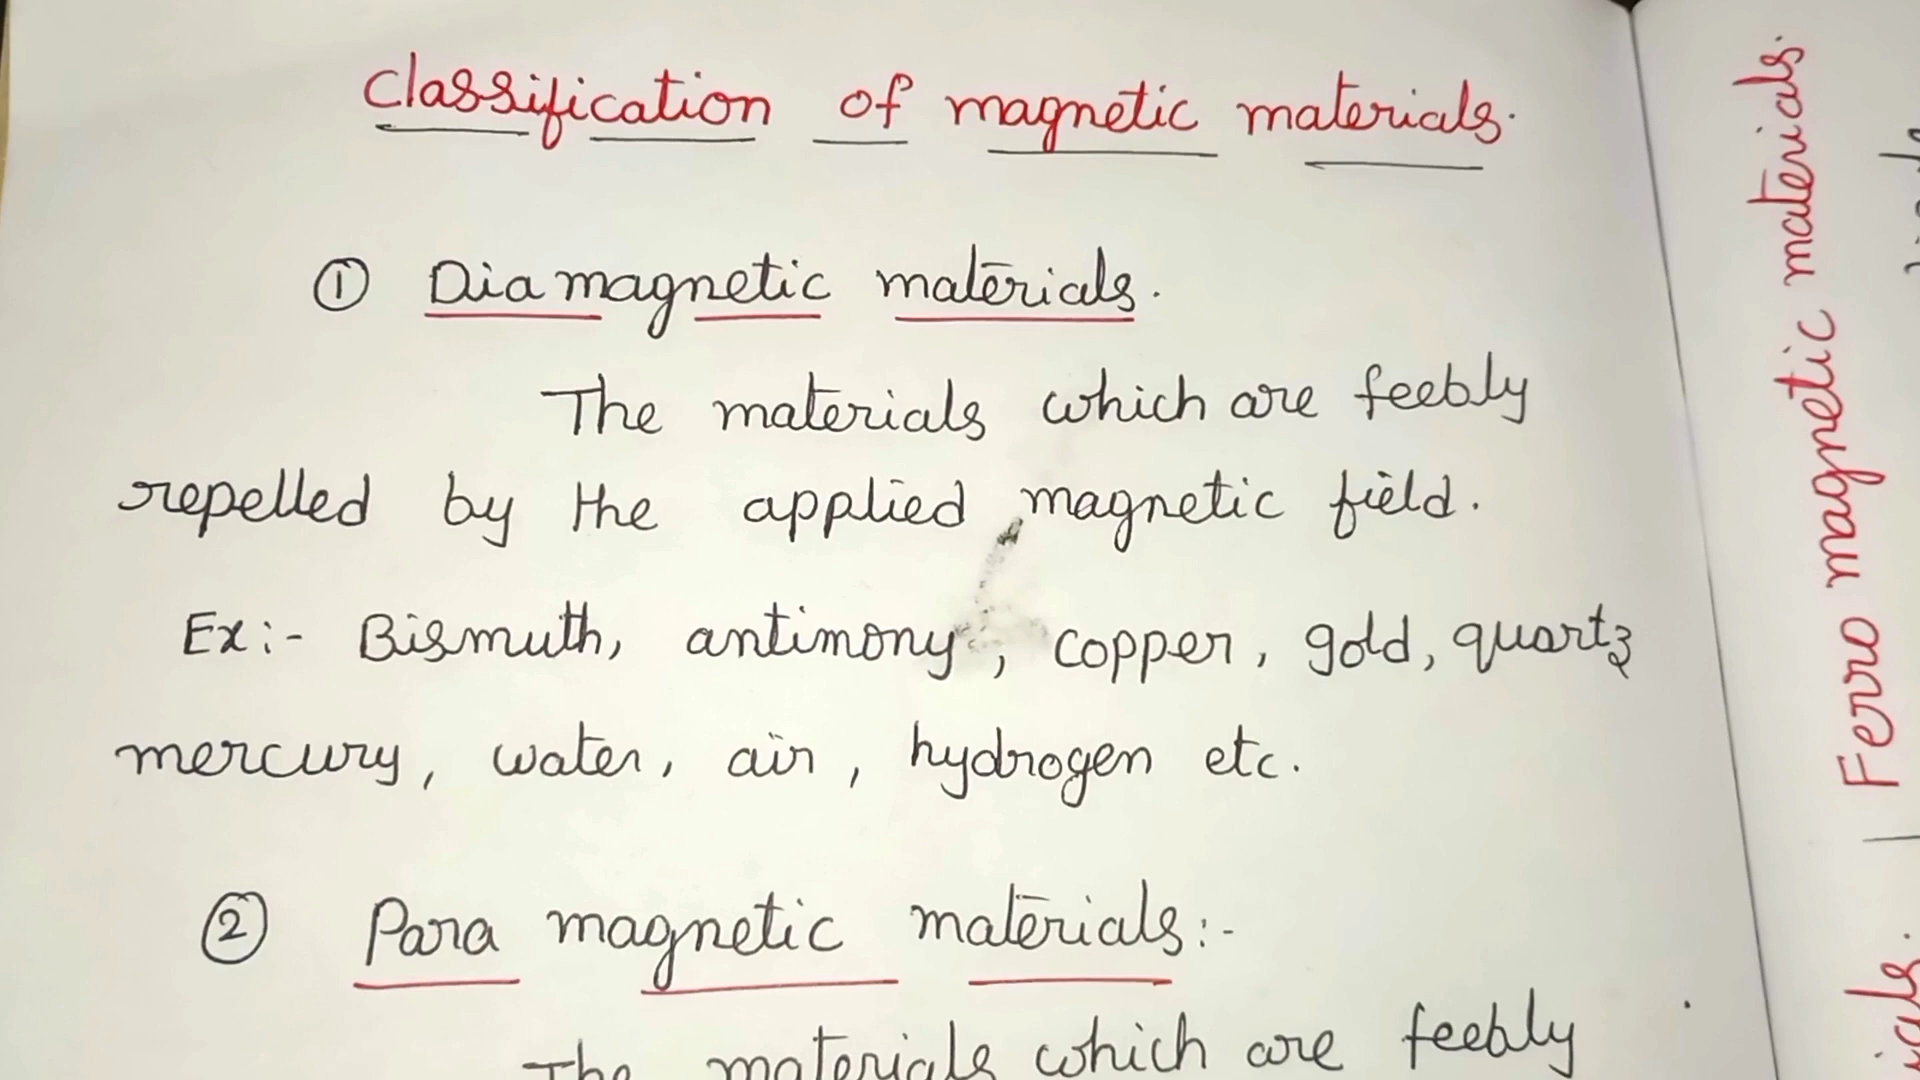 classification of magnetic materials.
① Dia magnetic materials.
The materials which are feebly
repelled by the applied magnetic field.
Ex:- Bismuth, antimony, copper, gold, quartz
mercury, water, air, hydrogen etc.
② Para magnetic materials:-
The materials which are feebly
Ferro magnetic materials.